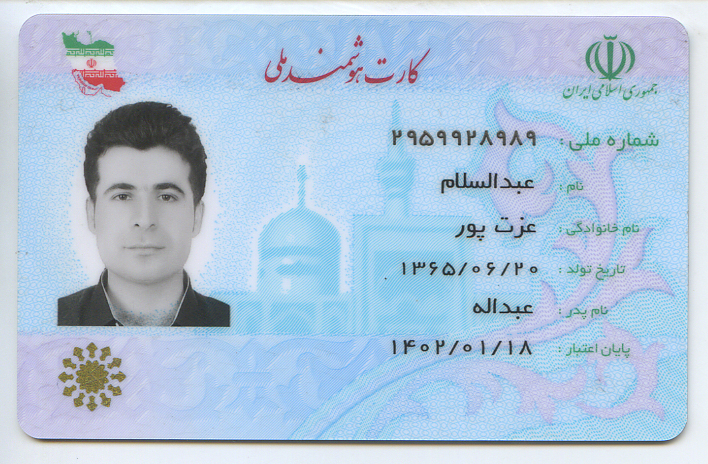 کارت هوشمند ملی
جمهوری اسلامی ایران
شماره ملی : ۲۹۵۹۹۲۸۹۸۹
نام : عبدالسلام
نام خانوادگی : عزت پور
تاریخ تولد : ۱۳۶۵/۰۶/۲۰
نام پدر : عبداله
پایان اعتبار : ۱۴۰۲/۰۱/۱۸